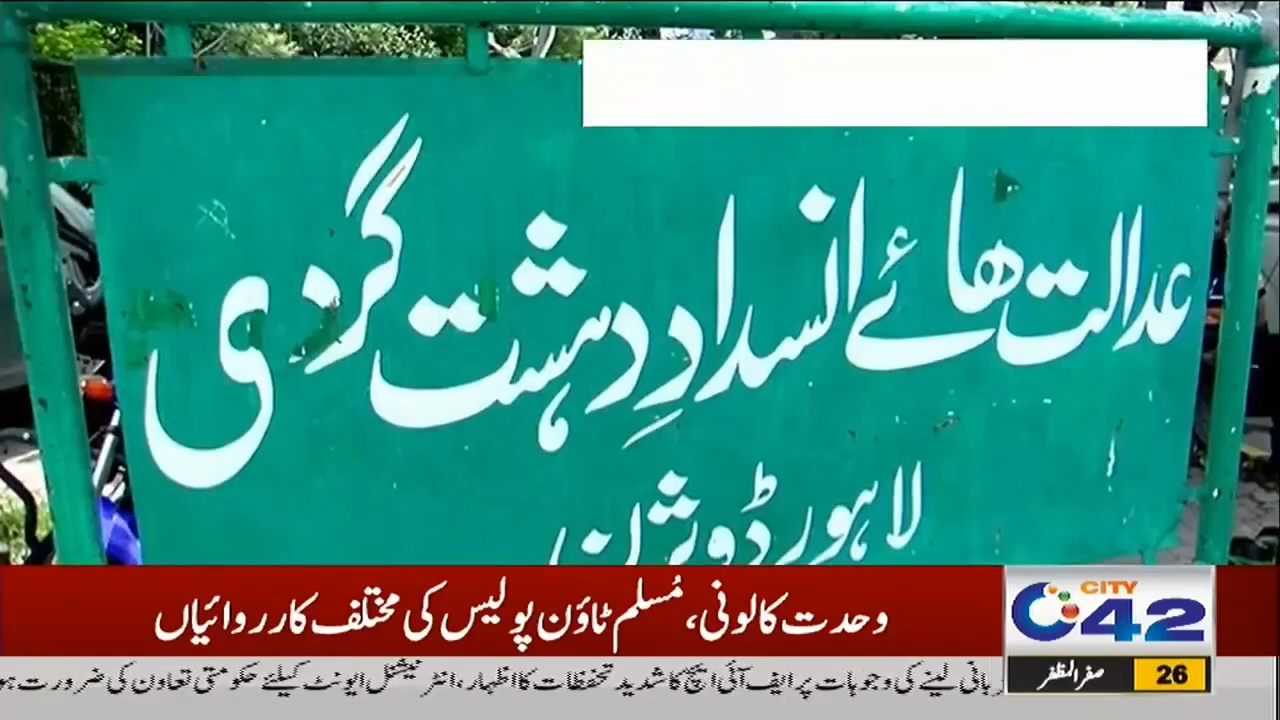 عدالت ھائے انسدادِ دہشت گردی
لاہور ڈویژن
وحدت کالونی، مُسلم ٹاؤن پولیس کی مختلف کارروائیاں
CITY
42
صفر المظفر 26
لینے کی وجوہات پر ایف آئی ایچ کا شدید تحفظات کا اظہار، انٹرنیشنل ایونٹ کیلئے حکومتی تعاون کی ضرورت